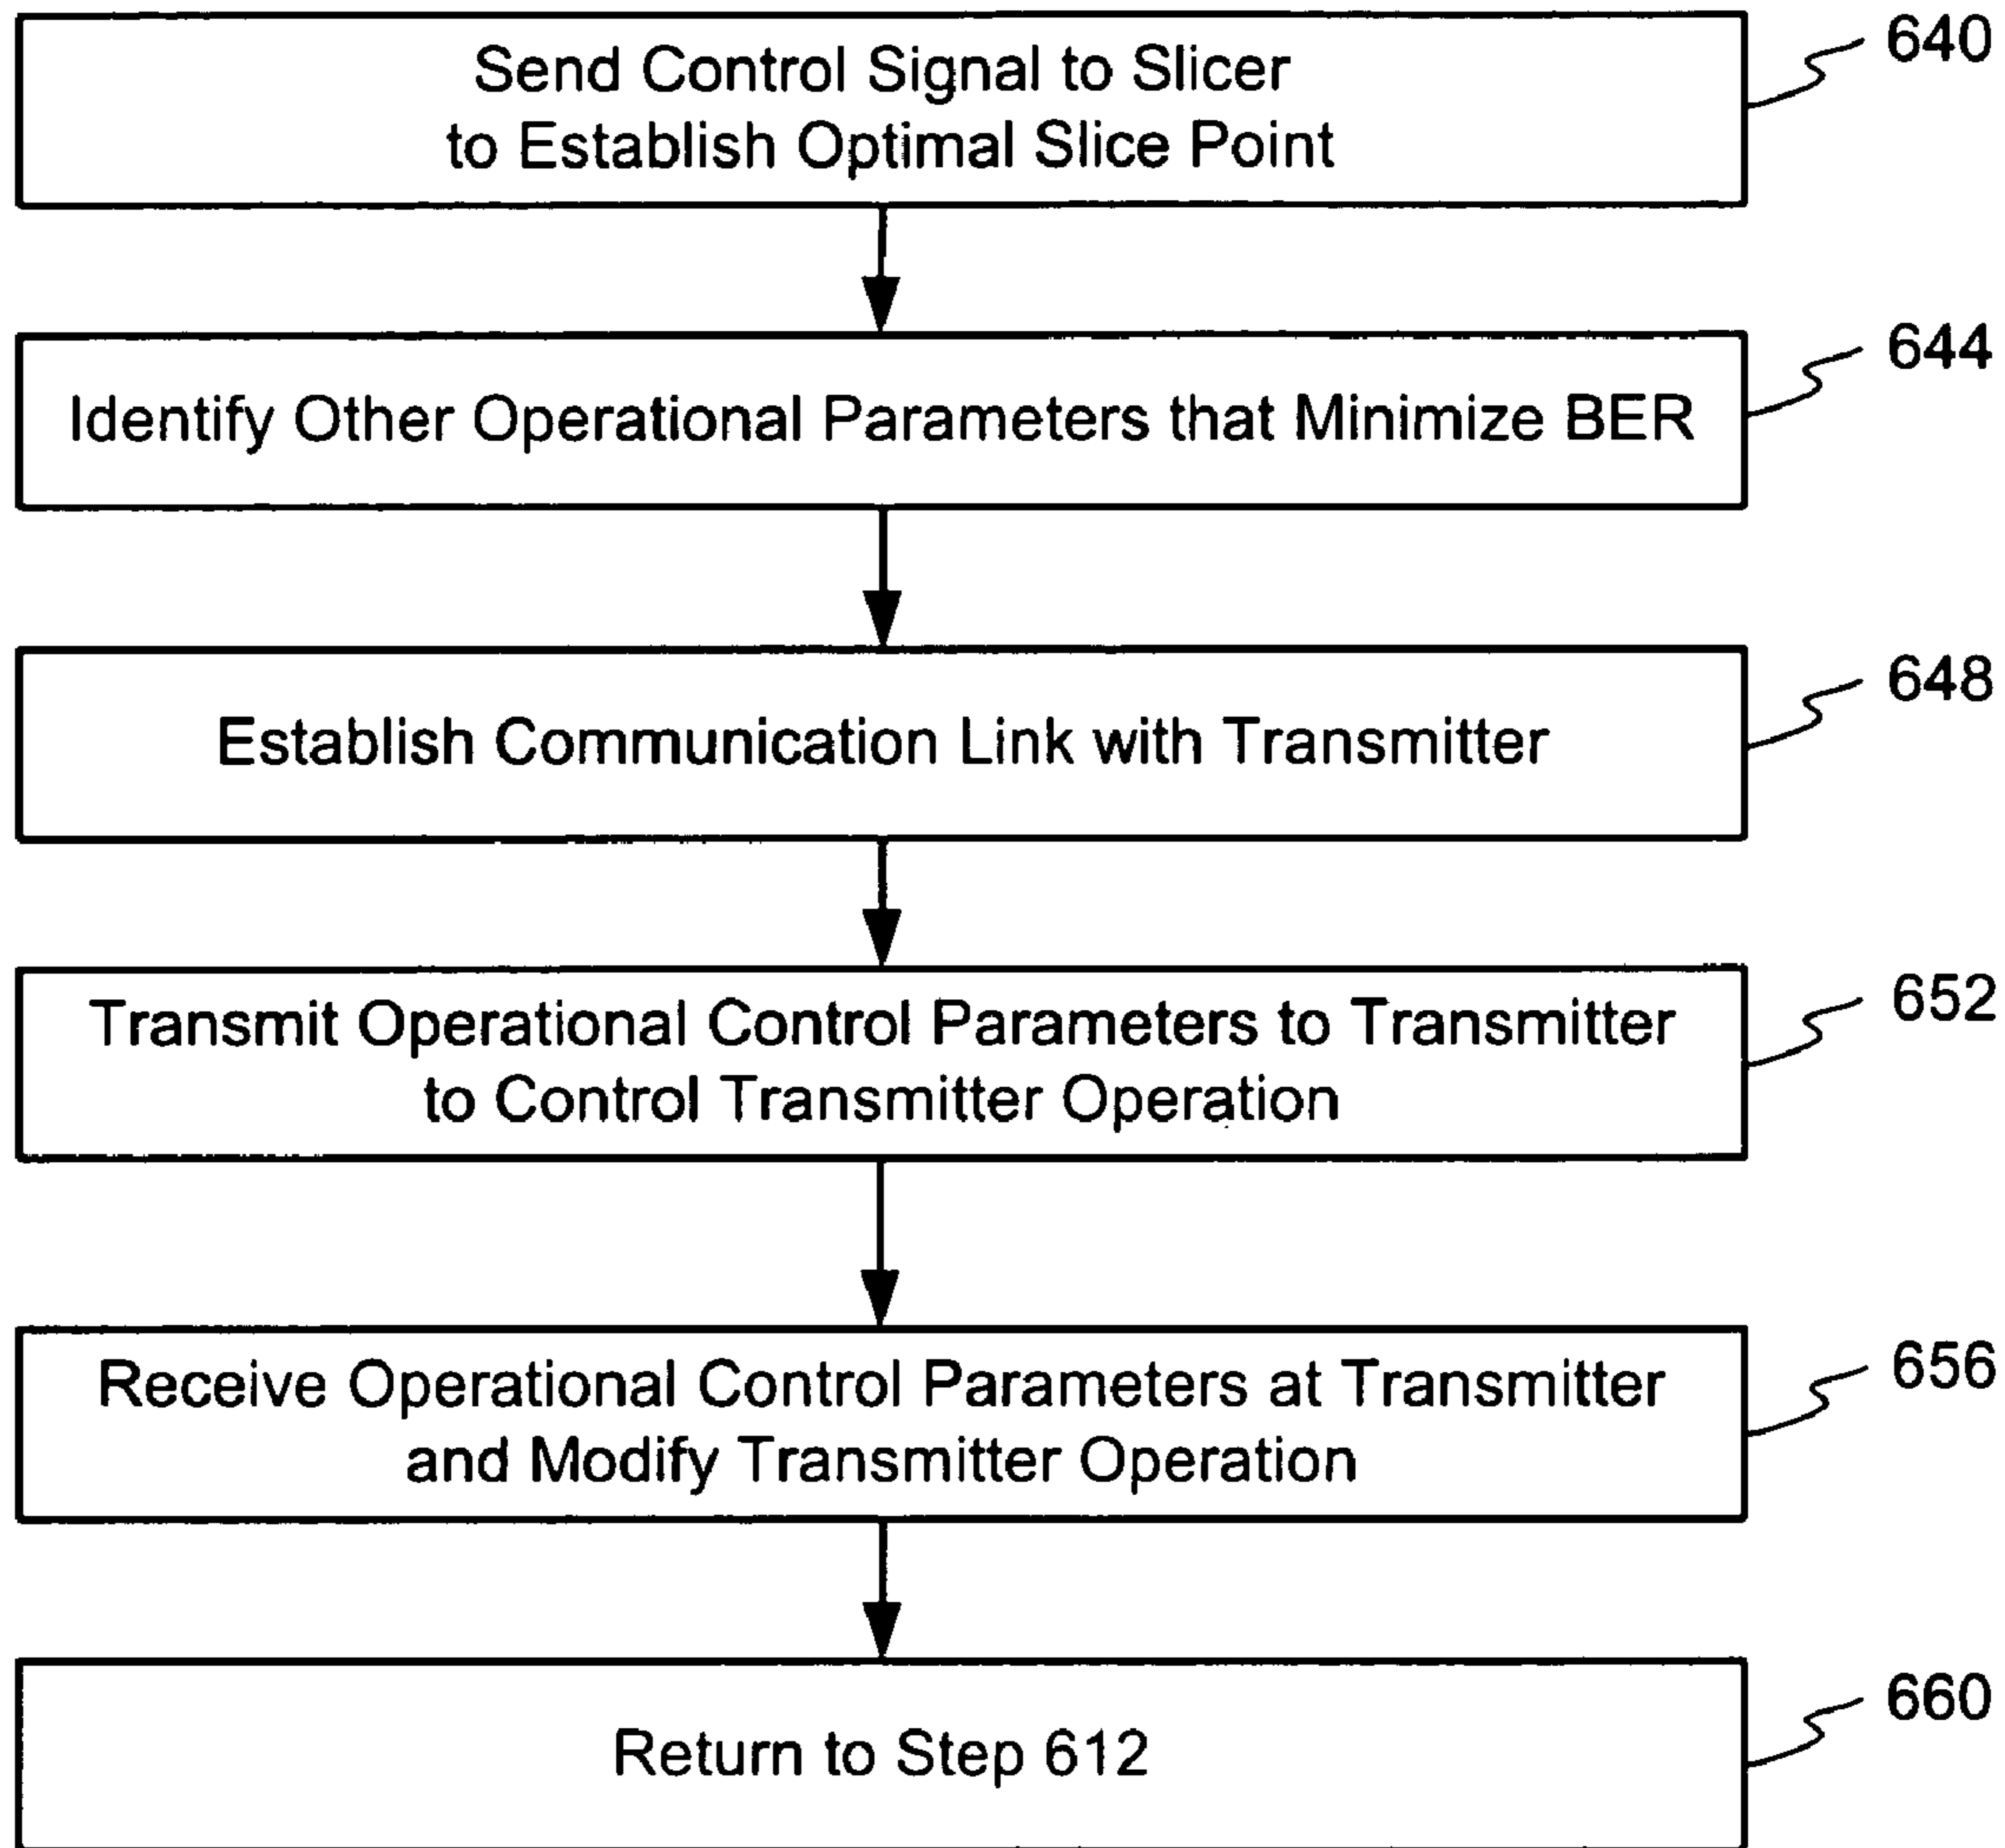 Send Control Signal to Slicer
to Establish Optimal Slice Point
640
Identify Other Operational Parameters that Minimize BER
644
Establish Communication Link with Transmitter
648
Transmit Operational Control Parameters to Transmitter
to Control Transmitter Operation
652
Receive Operational Control Parameters at Transmitter
and Modify Transmitter Operation
656
Return to Step 612
660